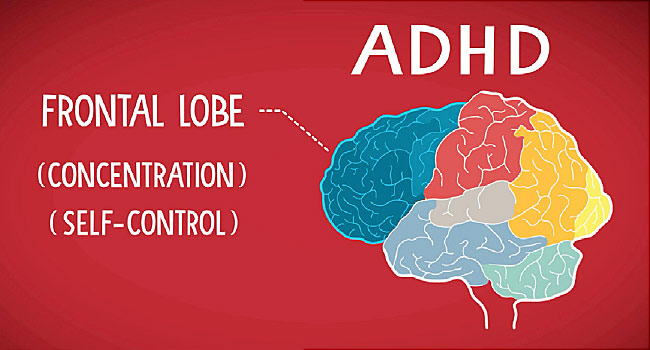 ADHD
FRONTAL LOBE
(CONCENTRATION)
(SELF-CONTROL)